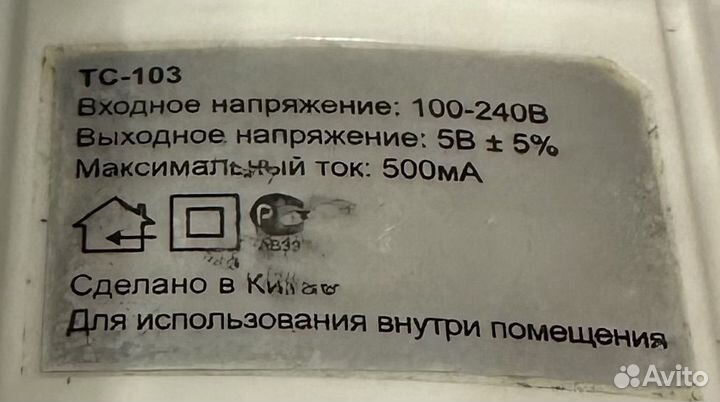 TC-103
Входное напряжение: 100-240В
Выходное напряжение: 5В ± 5%
Максимальный ток: 500мА
Сделано в
Для использования внутри помещения
Avito